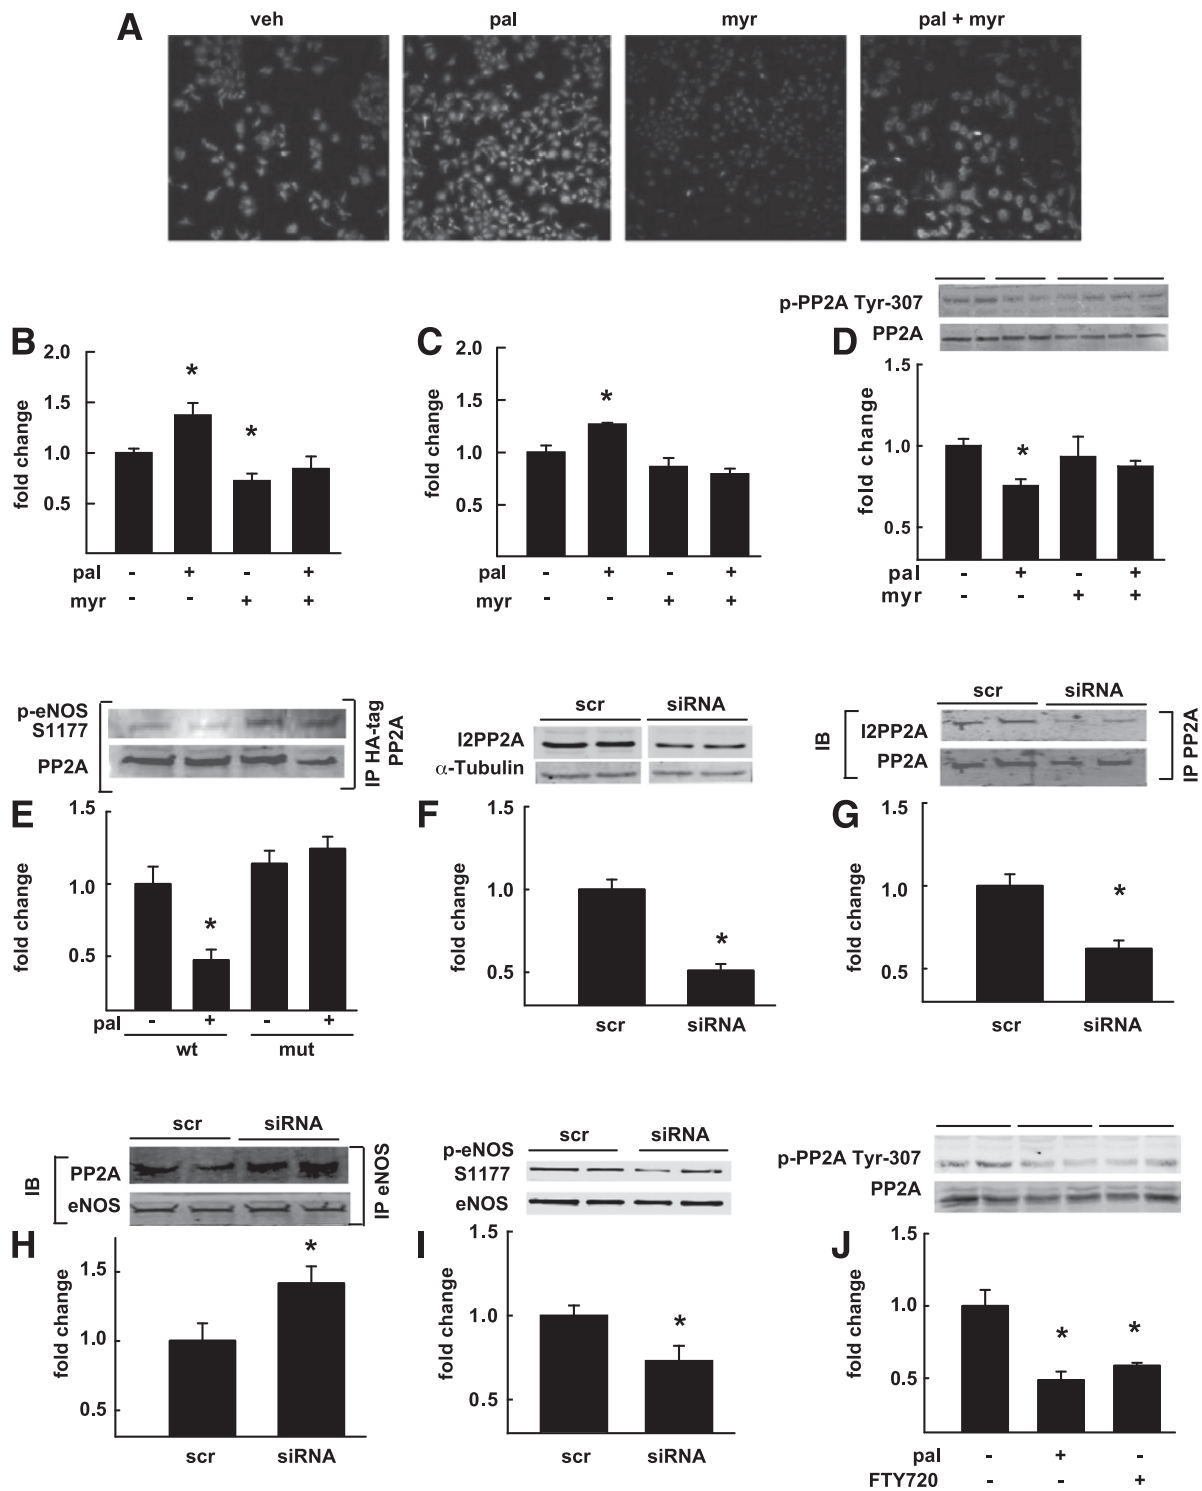 A veh pal myr pal + myr
p-PP2A Tyr-307
PP2A
B C D
2.0 2.0 1.5
1.5 1.5
1.0 1.0 1.0
0.5 0.5 0.5
fold change fold change fold change
* * * *
pal - + - + pal - + - + pal - + - +
myr - - + + myr - - + + myr - - + +
p-eNOS
S1177
PP2A
IP HA-tag
PP2A
scr siRNA
I2PP2A
α-Tubulin
scr siRNA
IB
I2PP2A
PP2A
IP PP2A
E F G
1.5 1.5 1.5
1.0 1.0 1.0
0.5 0.5 0.5
fold change fold change fold change
* * *
pal - + - +
wt mut
scr siRNA
scr siRNA
scr siRNA
IB
PP2A
eNOS
IP eNOS
scr siRNA
p-eNOS
S1177
eNOS
p-PP2A Tyr-307
PP2A
H I J
1.5 1.5 1.5
1.0 1.0 1.0
0.5 0.5 0.5
fold change fold change fold change
* * * *
scr siRNA
scr siRNA
pal - + -
FTY720 - - +